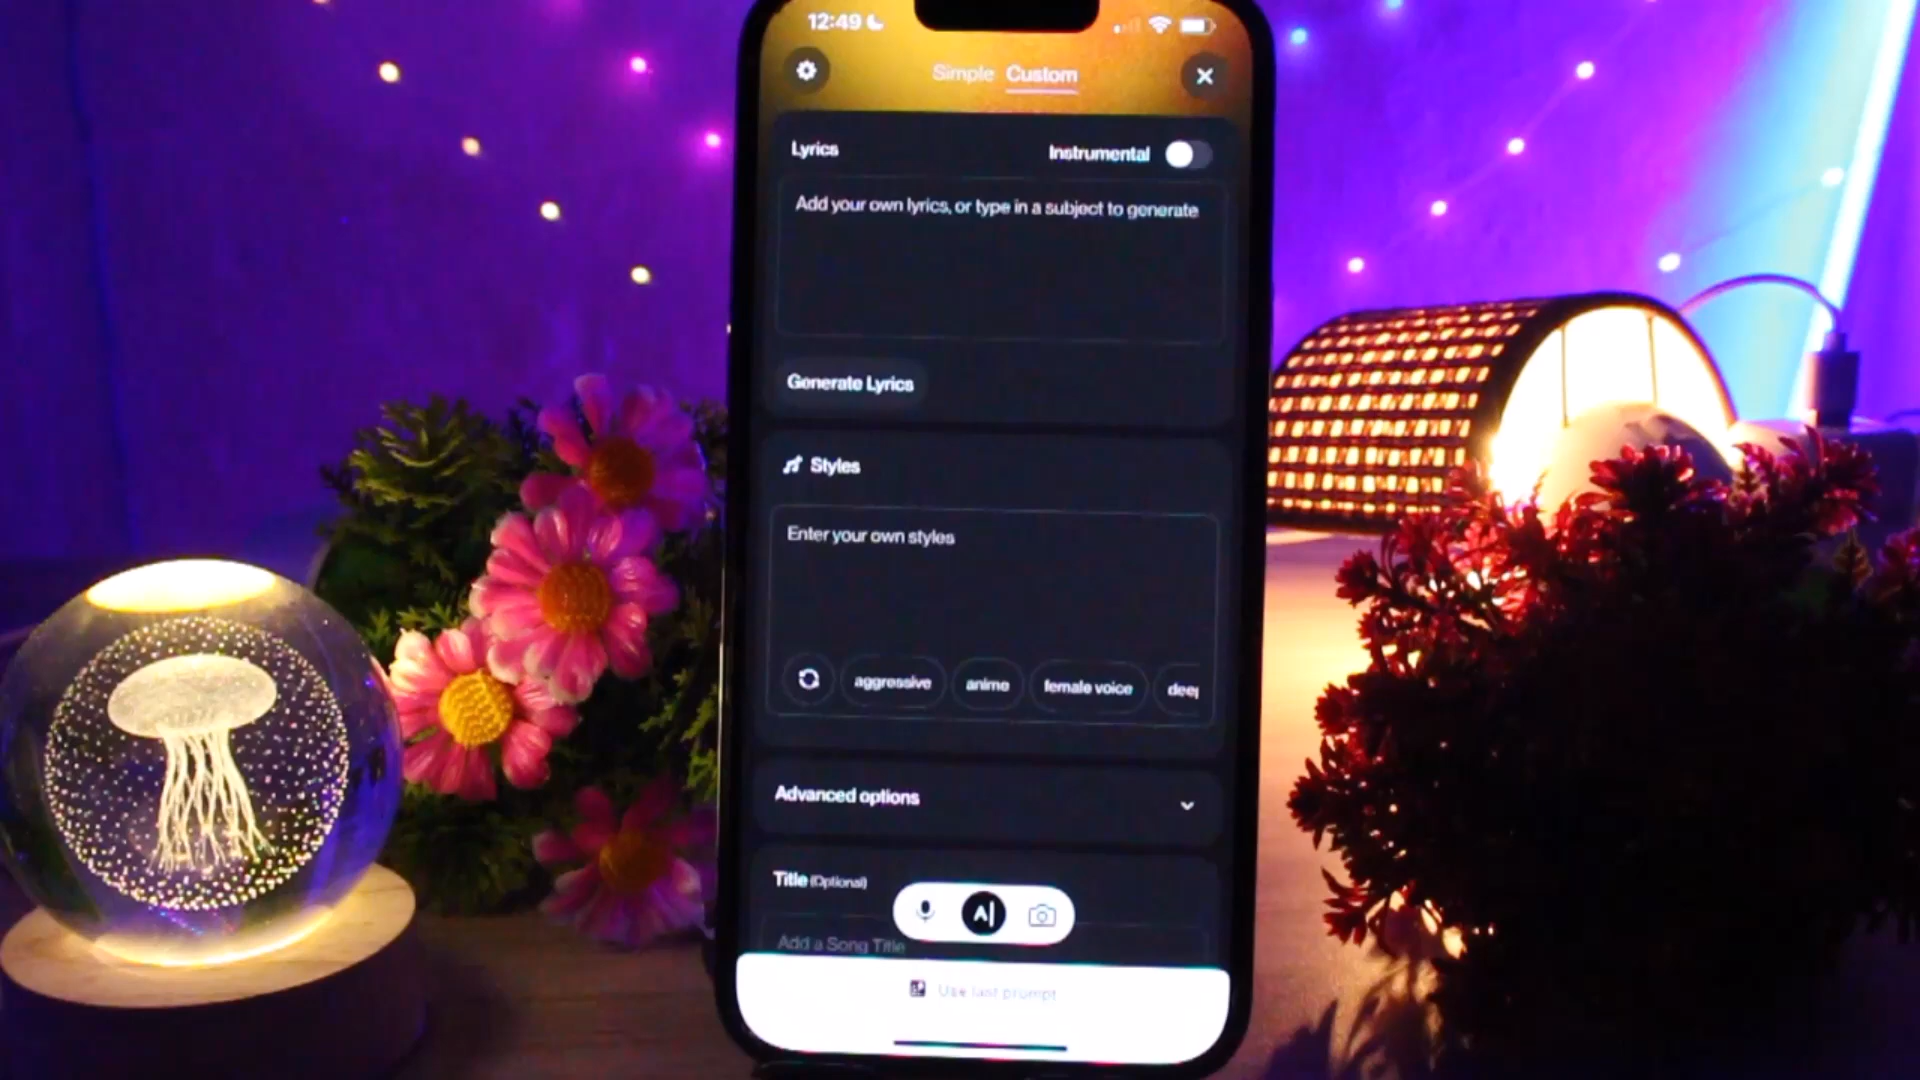 12:49
Simple Custom
Lyrics Instrumental
Add your own lyrics, or type in a subject to generate
Generate Lyrics
Styles
Enter your own styles
aggressive anime female voice deep
Advanced options
Title (Optional)
A|
Add a Song Title
Use last prompt